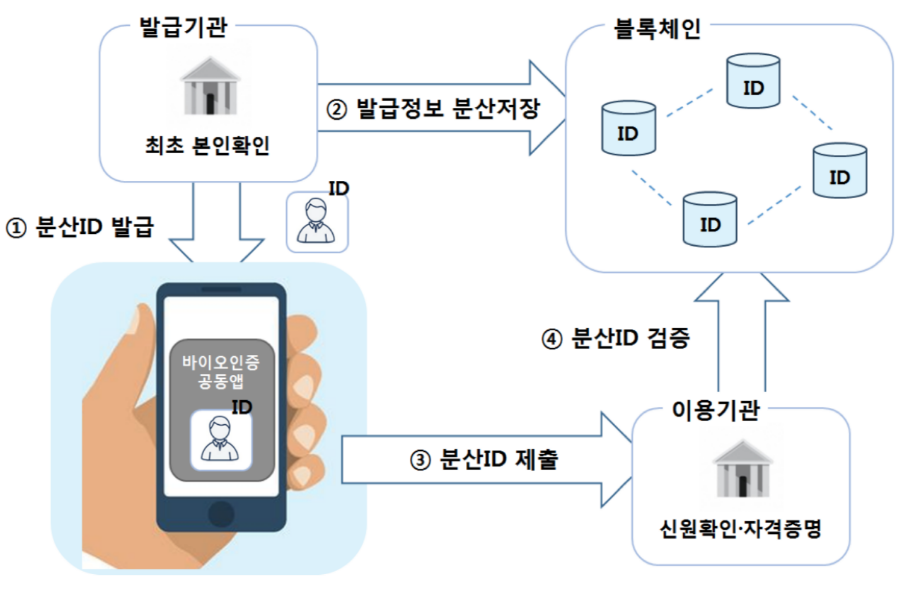 발급기관
최초 본인확인
② 발급정보 분산저장
블록체인
ID
ID
ID
ID
① 분산ID 발급
ID
바이오인증
공동앱
ID
③ 분산ID 제출
④ 분산ID 검증
이용기관
신원확인·자격증명